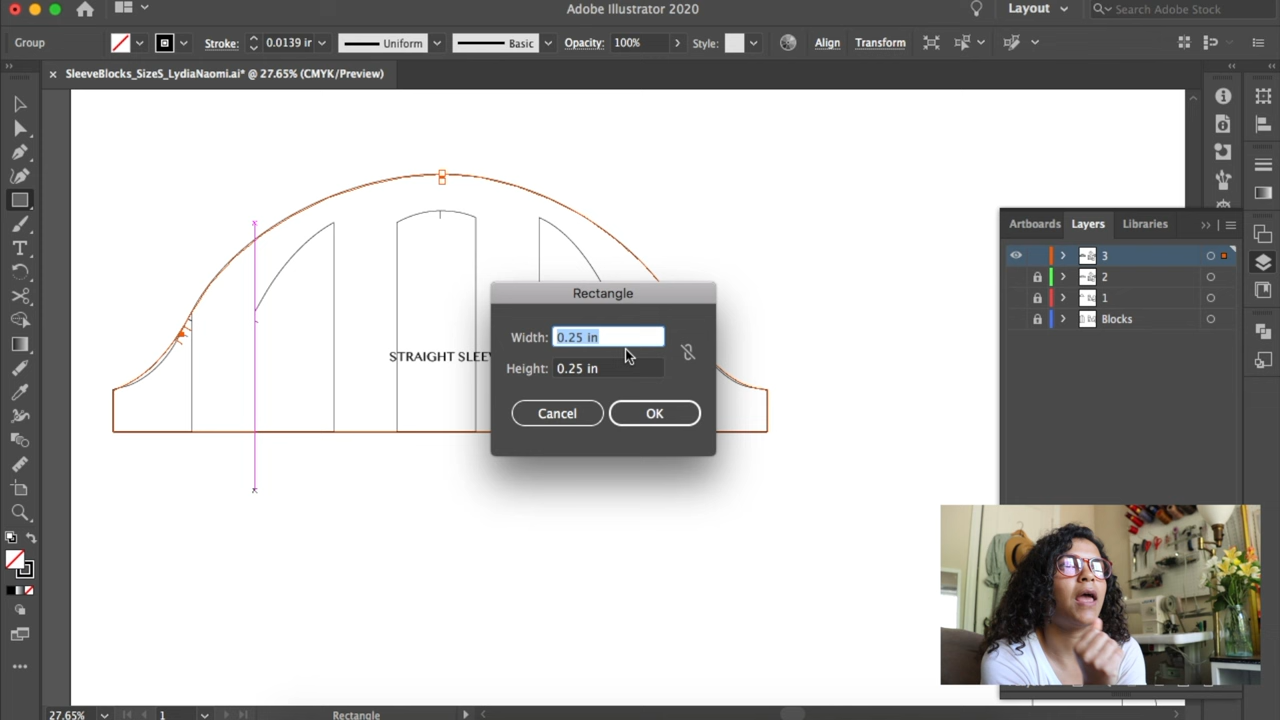 Adobe Illustrator 2020
Layout
Search Adobe Stock
Group
Stroke:
0.0139 in
Uniform
Basic
Opacity:
100%
Style:
Align
Transform
× SleeveBlocks_SizeS_LydiaNaomi.ai* @ 27.65% (CMYK/Preview)
Artboards
Layers
Libraries
3
2
1
Blocks
STRAIGHT SLEEV
Rectangle
Width: 0.25 in
Height: 0.25 in
Cancel
OK
27.65%
1
Rectangle